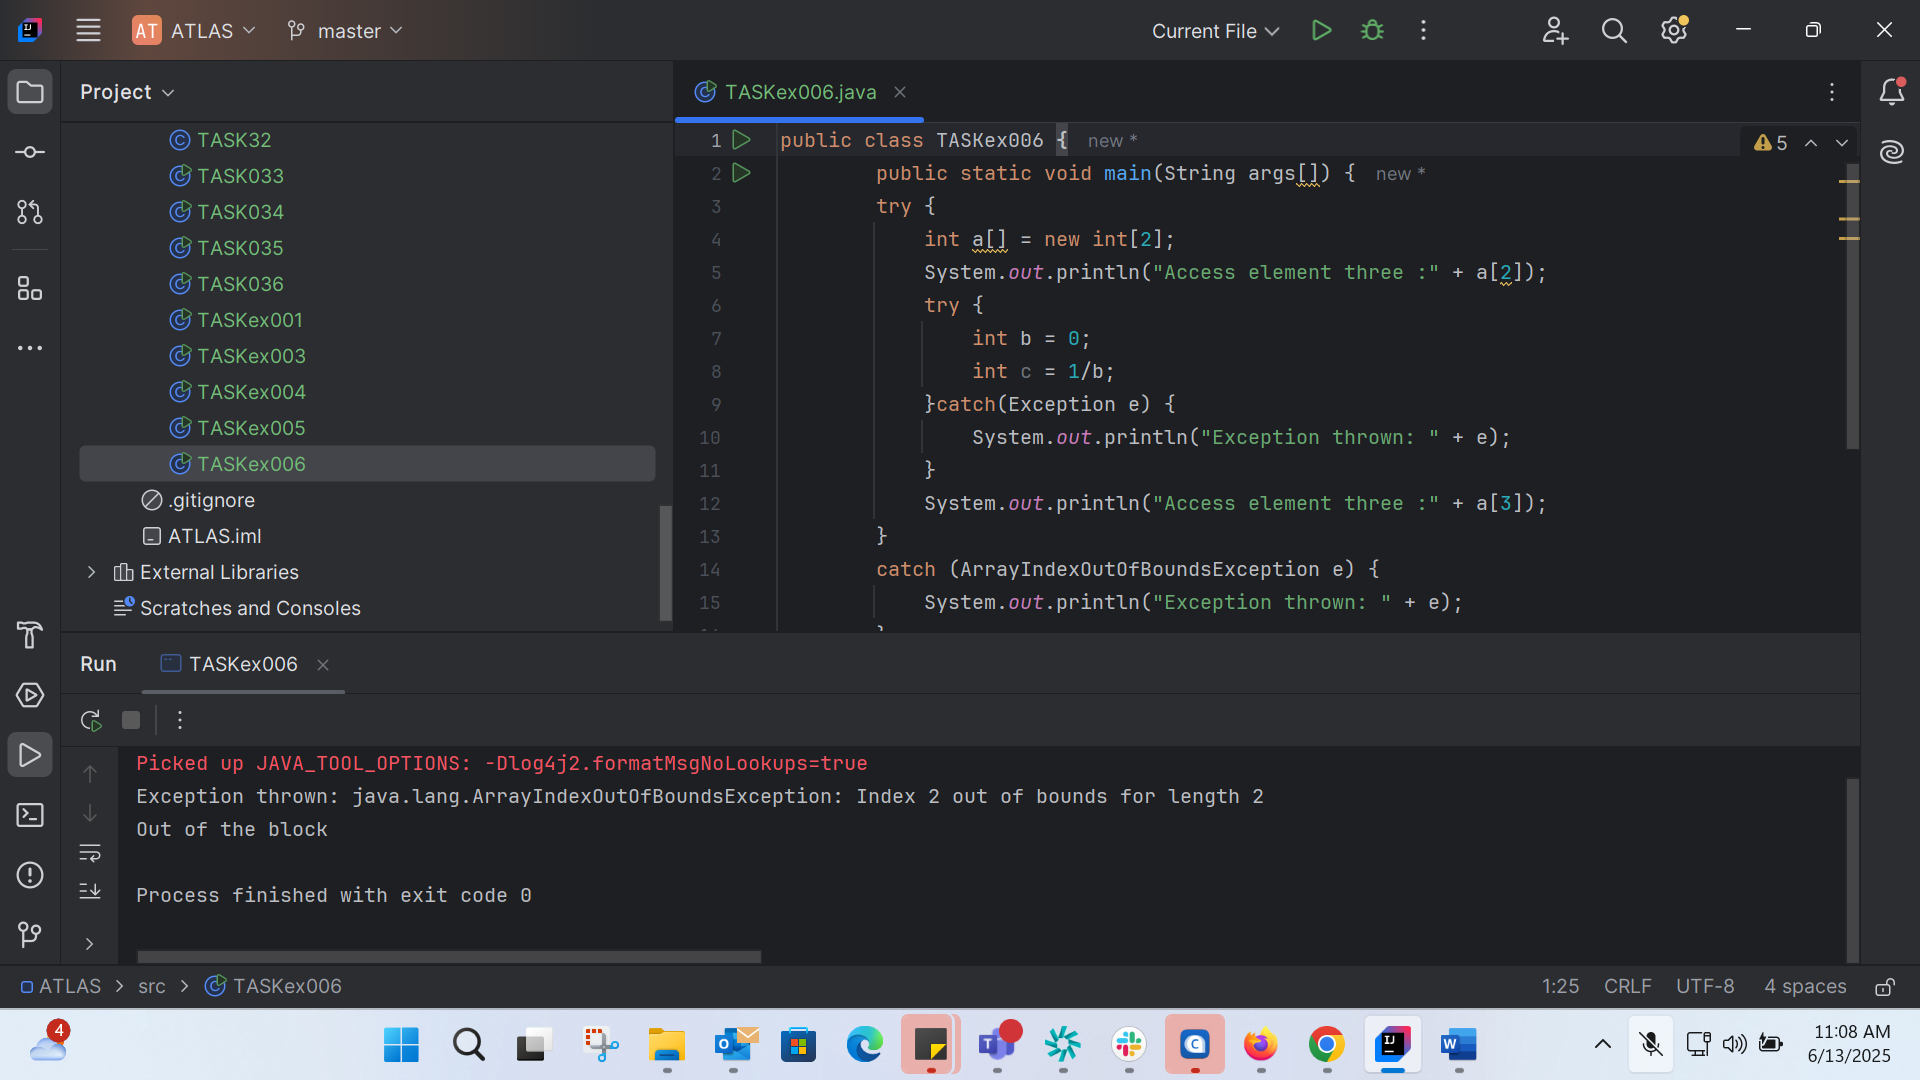 AT ATLAS master Current File
Project
TASKex006.java
TASK32
TASK033
TASK034
TASK035
TASK036
TASKex001
TASKex003
TASKex004
TASKex005
TASKex006
.gitignore
ATLAS.iml
External Libraries
Scratches and Consoles
1 public class TASKex006 { new *
5
2 public static void main(String args[]) { new *
3 try {
4 int a[] = new int[2];
5 System.out.println("Access element three :" + a[2]);
6 try {
7 int b = 0;
8 int c = 1/b;
9 }catch(Exception e) {
10 System.out.println("Exception thrown: " + e);
11 }
12 System.out.println("Access element three :" + a[3]);
13 }
14 catch (ArrayIndexOutOfBoundsException e) {
15 System.out.println("Exception thrown: " + e);
Run TASKex006
Picked up JAVA_TOOL_OPTIONS: -Dlog4j2.formatMsgNoLookups=true
Exception thrown: java.lang.ArrayIndexOutOfBoundsException: Index 2 out of bounds for length 2
Out of the block
Process finished with exit code 0
ATLAS > src > TASKex006
1:25 CRLF UTF-8 4 spaces
4
11:08 AM
6/13/2025